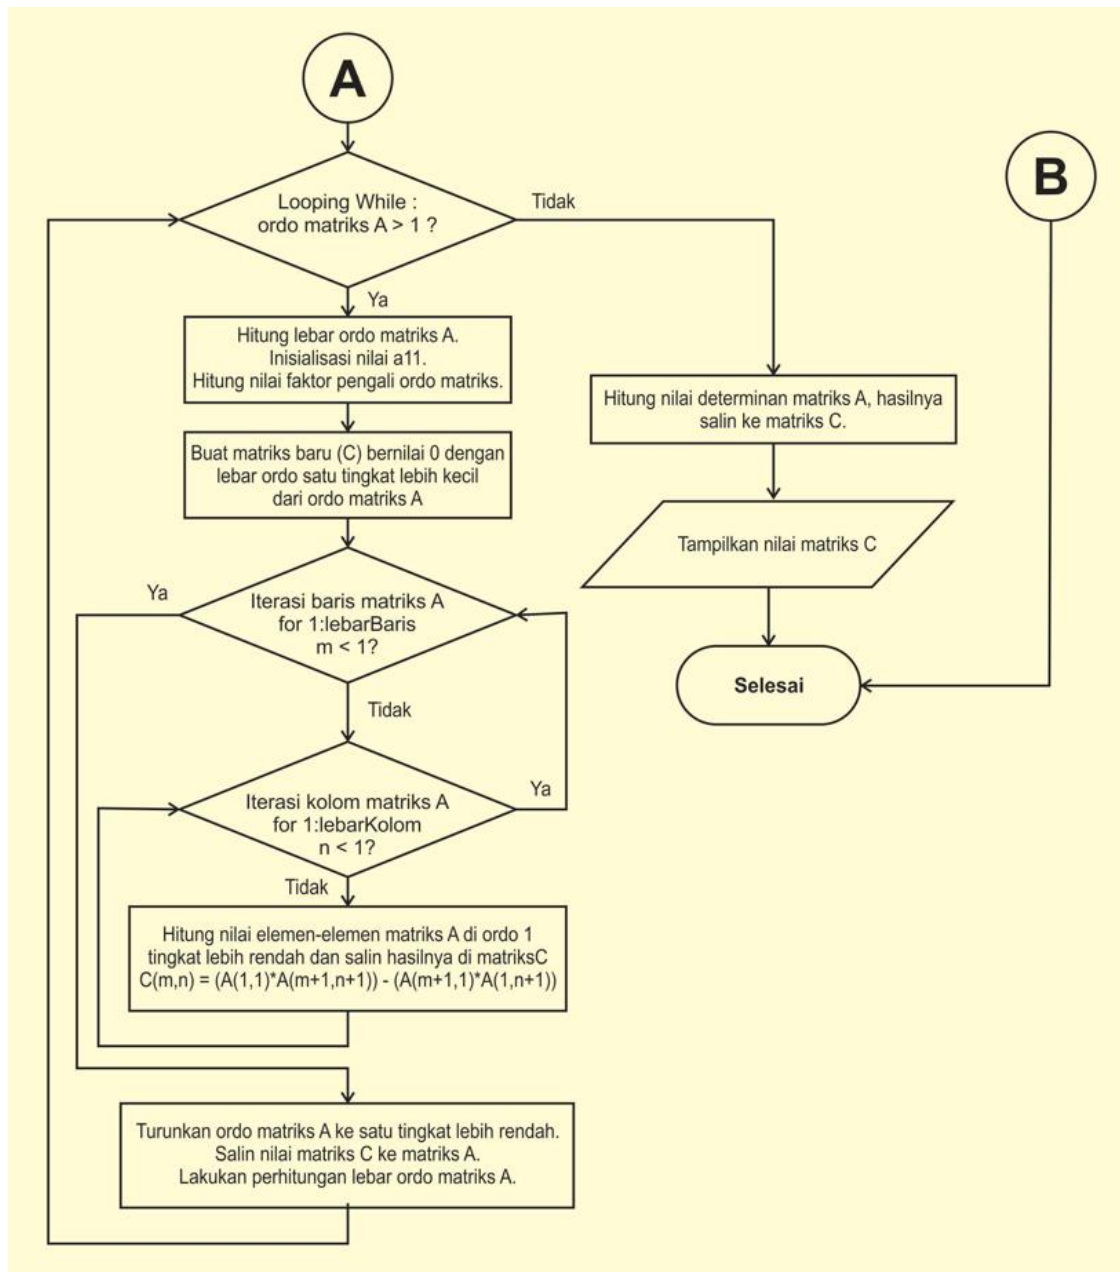 A
B
Looping While :
ordo matriks A > 1 ?
Tidak
Ya
Hitung lebar ordo matriks A.
Inisialisasi nilai a11.
Hitung nilai faktor pengali ordo matriks.
Hitung nilai determinan matriks A, hasilnya
salin ke matriks C.
Buat matriks baru (C) bernilai 0 dengan
lebar ordo satu tingkat lebih kecil
dari ordo matriks A
Tampilkan nilai matriks C
Ya
Iterasi baris matriks A
for 1:lebarBaris
m < 1?
Selesai
Tidak
Iterasi kolom matriks A
for 1:lebarKolom
n < 1?
Ya
Tidak
Hitung nilai elemen-elemen matriks A di ordo 1
tingkat lebih rendah dan salin hasilnya di matriksC
C(m,n) = (A(1,1)*A(m+1,n+1)) - (A(m+1,1)*A(1,n+1))
Turunkan ordo matriks A ke satu tingkat lebih rendah.
Salin nilai matriks C ke matriks A.
Lakukan perhitungan lebar ordo matriks A.